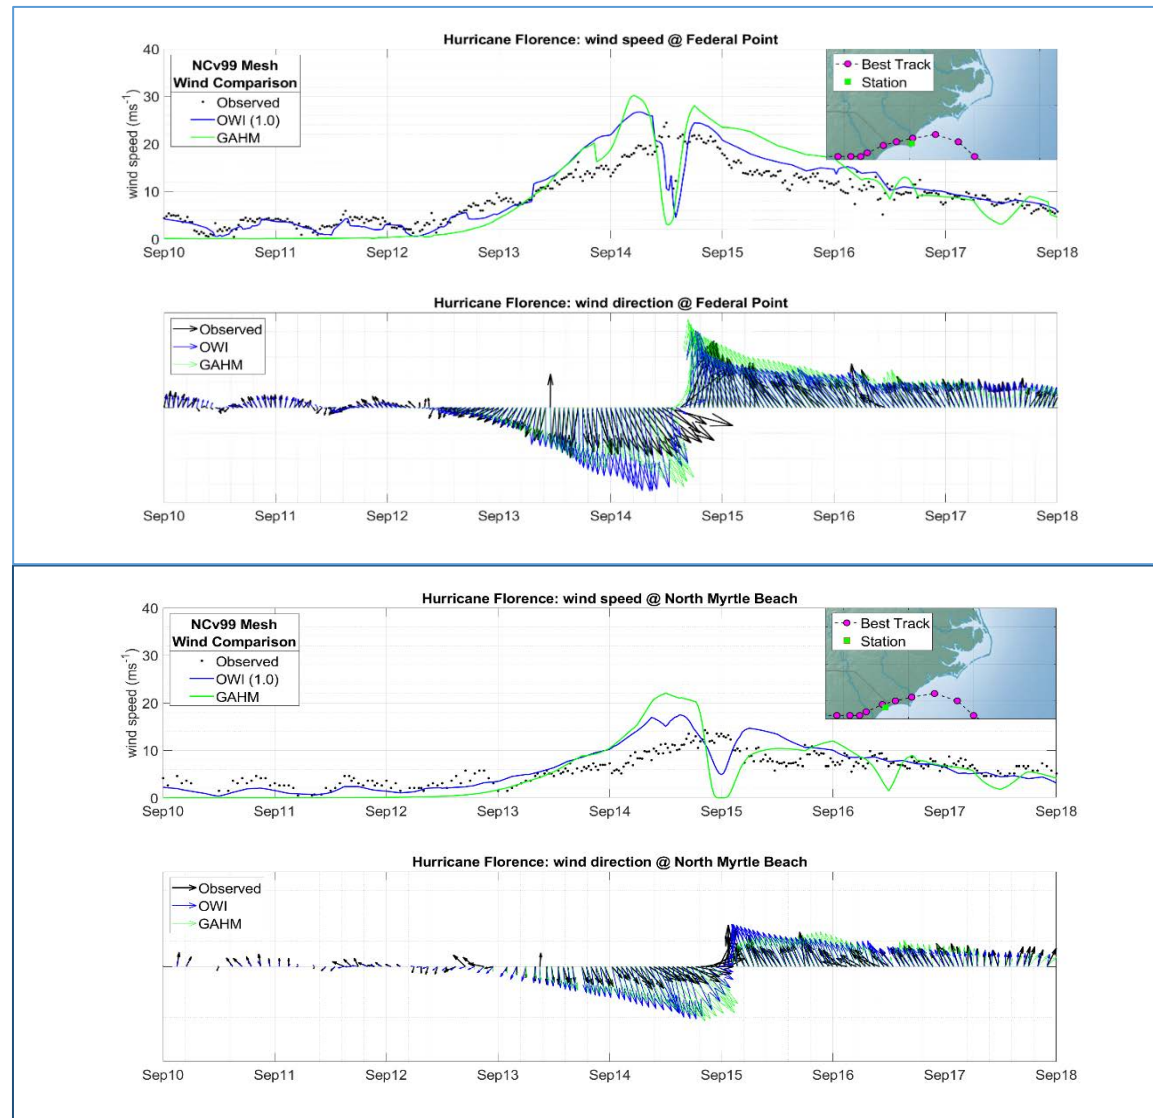 Hurricane Florence: wind speed @ Federal Point
40
30
20
10
0
wind speed (ms⁻¹)
NCv99 Mesh
Wind Comparison
Observed
OWI (1.0)
GAHM
Best Track
Station
Sep10 Sep11 Sep12 Sep13 Sep14 Sep15 Sep16 Sep17 Sep18
Hurricane Florence: wind direction @ Federal Point
Observed
OWI
GAHM
Sep10 Sep11 Sep12 Sep13 Sep14 Sep15 Sep16 Sep17 Sep18
Hurricane Florence: wind speed @ North Myrtle Beach
40
30
20
10
0
wind speed (ms⁻¹)
NCv99 Mesh
Wind Comparison
Observed
OWI (1.0)
GAHM
Best Track
Station
Sep10 Sep11 Sep12 Sep13 Sep14 Sep15 Sep16 Sep17 Sep18
Hurricane Florence: wind direction @ North Myrtle Beach
Observed
OWI
GAHM
Sep10 Sep11 Sep12 Sep13 Sep14 Sep15 Sep16 Sep17 Sep18